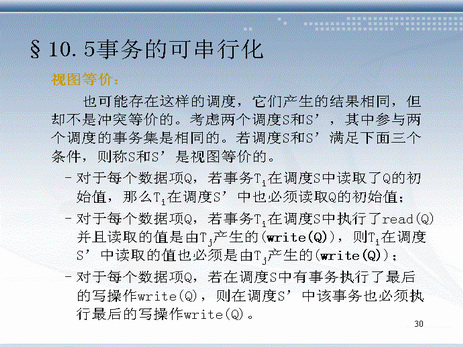 §10.5事务的可串行化
视图等价：
也可能存在这样的调度，它们产生的结果相同，但
却不是冲突等价的。考虑两个调度S和S’，其中参与两
个调度的事务集是相同的。若调度S和S’满足下面三个
条件，则称S和S’是视图等价的。
–对于每个数据项Q，若事务Ti在调度S中读取了Q的初
始值，那么Ti在调度S’中也必须读取Q的初始值；
–对于每个数据项Q，若事务Ti在调度S中执行了read(Q)
并且读取的值是由Tj产生的(write(Q))，则Ti在调度
S’中读取的值也必须是由Tj产生的(write(Q))；
–对于每个数据项Q，若在调度S中有事务执行了最后
的写操作write(Q)，则在调度S’中该事务也必须执
行最后的写操作write(Q)。
30